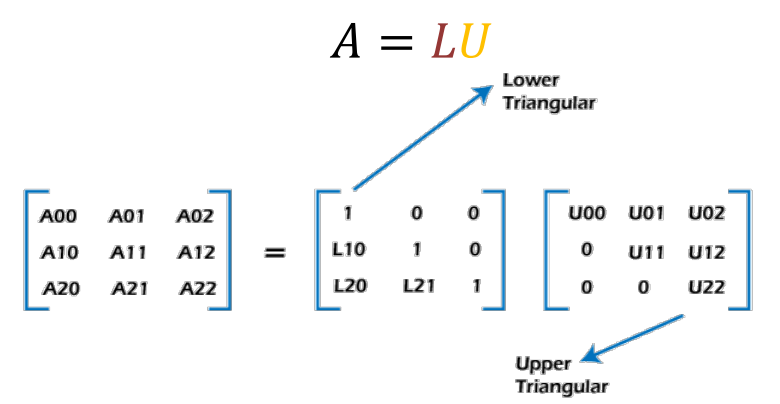 A = LU
Lower
Triangular
A00 A01 A02 1 0 0 U00 U01 U02
A10 A11 A12 = L10 1 0 0 U11 U12
A20 A21 A22 L20 L21 1 0 0 U22
Upper
Triangular